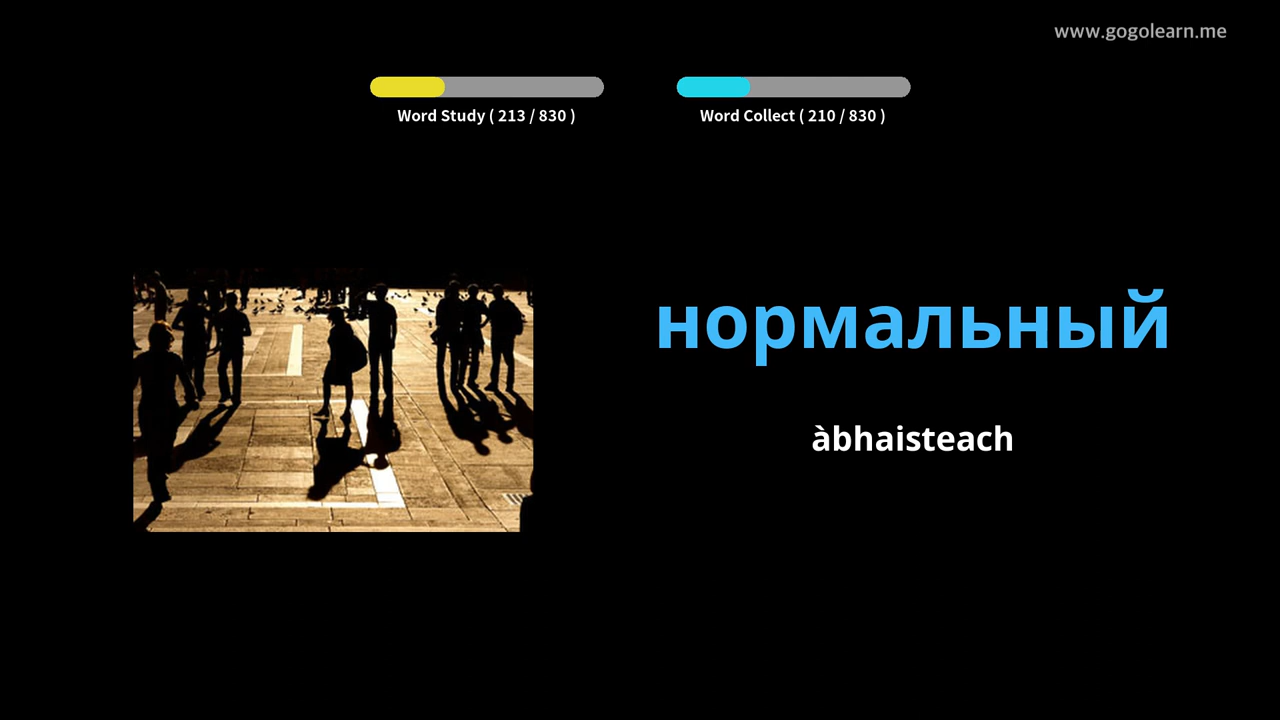 www.gogolearn.me
Word Study ( 213 / 830 )
Word Collect ( 210 / 830 )
нормальный
àbhaisteach